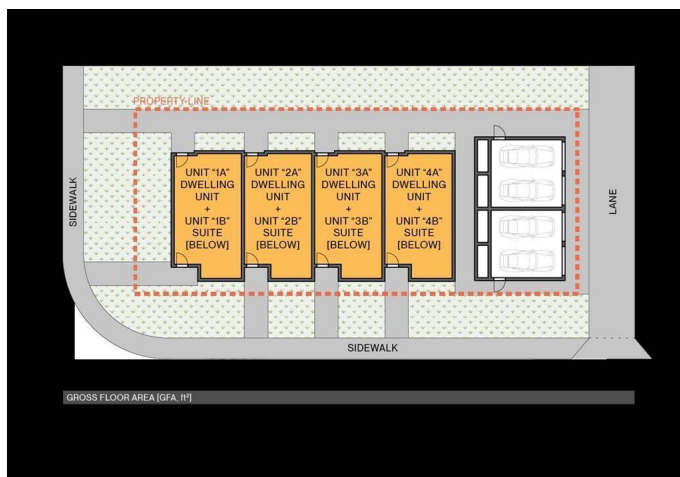 PROPERTY LINE
UNIT "1A"
DWELLING
UNIT
+
UNIT "1B"
SUITE
[BELOW]
UNIT "2A"
DWELLING
UNIT
+
UNIT "2B"
SUITE
[BELOW]
UNIT "3A"
DWELLING
UNIT
+
UNIT "3B"
SUITE
[BELOW]
UNIT "4A"
DWELLING
UNIT
+
UNIT "4B"
SUITE
[BELOW]
SIDEWALK
LANE
SIDEWALK
GROSS FLOOR AREA [GFA, ft²]